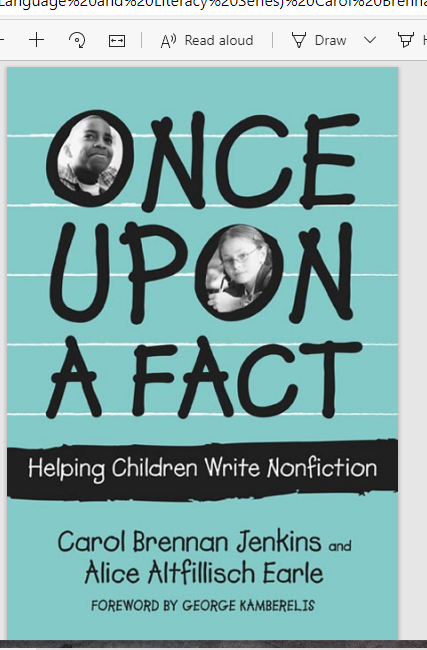 Language%20and%20Literacy%20Series)%20Carol%20Brenna
Read aloud
Draw
ONCE
UPON
A FACT
Helping Children Write Nonfiction
Carol Brennan Jenkins and
Alice Altfillisch Earle
FOREWORD BY GEORGE KAMBERELIS